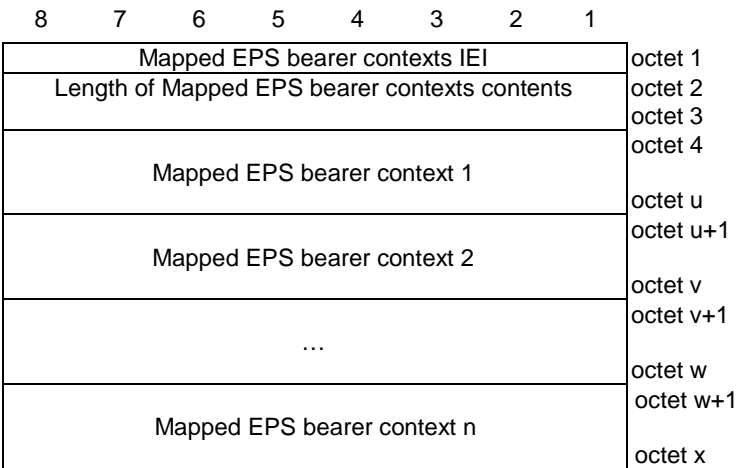 8 7 6 5 4 3 2 1
Mapped EPS bearer contexts IEI octet 1
Length of Mapped EPS bearer contexts contents octet 2
octet 3
octet 4
Mapped EPS bearer context 1
octet u
octet u+1
Mapped EPS bearer context 2
octet v
octet v+1
…
octet w
octet w+1
Mapped EPS bearer context n
octet x